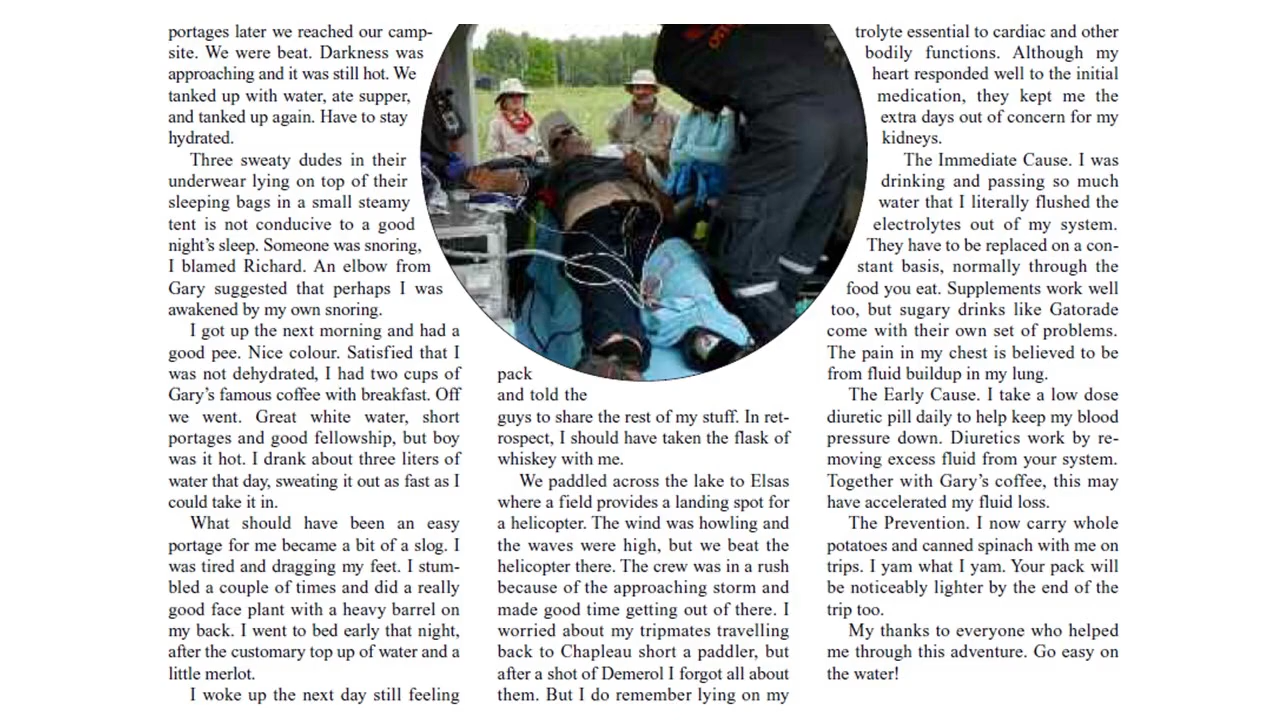 portages later we reached our camp-
site. We were beat. Darkness was
approaching and it was still hot. We
tanked up with water, ate supper,
and tanked up again. Have to stay
hydrated.
Three sweaty dudes in their
underwear lying on top of their
sleeping bags in a small steamy
tent is not conducive to a good
night's sleep. Someone was snoring,
I blamed Richard. An elbow from
Gary suggested that perhaps I was
awakened by my own snoring.
I got up the next morning and had a
good pee. Nice colour. Satisfied that I
was not dehydrated, I had two cups of
Gary's famous coffee with breakfast. Off
we went. Great white water, short
portages and good fellowship, but boy
was it hot. I drank about three liters of
water that day, sweating it out as fast as I
could take it in.
What should have been an easy
portage for me became a bit of a slog. I
was tired and dragging my feet. I stum-
bled a couple of times and did a really
good face plant with a heavy barrel on
my back. I went to bed early that night,
after the customary top up of water and a
little merlot.
I woke up the next day still feeling
pack
and told the
guys to share the rest of my stuff. In ret-
rospect, I should have taken the flask of
whiskey with me.
We paddled across the lake to Elsas
where a field provides a landing spot for
a helicopter. The wind was howling and
the waves were high, but we beat the
helicopter there. The crew was in a rush
because of the approaching storm and
made good time getting out of there. I
worried about my tripmates travelling
back to Chapleau short a paddler, but
after a shot of Demerol I forgot all about
them. But I do remember lying on my
trolyte essential to cardiac and other
bodily functions. Although my
heart responded well to the initial
medication, they kept me the
extra days out of concern for my
kidneys.
The Immediate Cause. I was
drinking and passing so much
water that I literally flushed the
electrolytes out of my system.
They have to be replaced on a con-
stant basis, normally through the
food you eat. Supplements work well
too, but sugary drinks like Gatorade
come with their own set of problems.
The pain in my chest is believed to be
from fluid buildup in my lung.
The Early Cause. I take a low dose
diuretic pill daily to help keep my blood
pressure down. Diuretics work by re-
moving excess fluid from your system.
Together with Gary's coffee, this may
have accelerated my fluid loss.
The Prevention. I now carry whole
potatoes and canned spinach with me on
trips. I yam what I yam. Your pack will
be noticeably lighter by the end of the
trip too.
My thanks to everyone who helped
me through this adventure. Go easy on
the water!